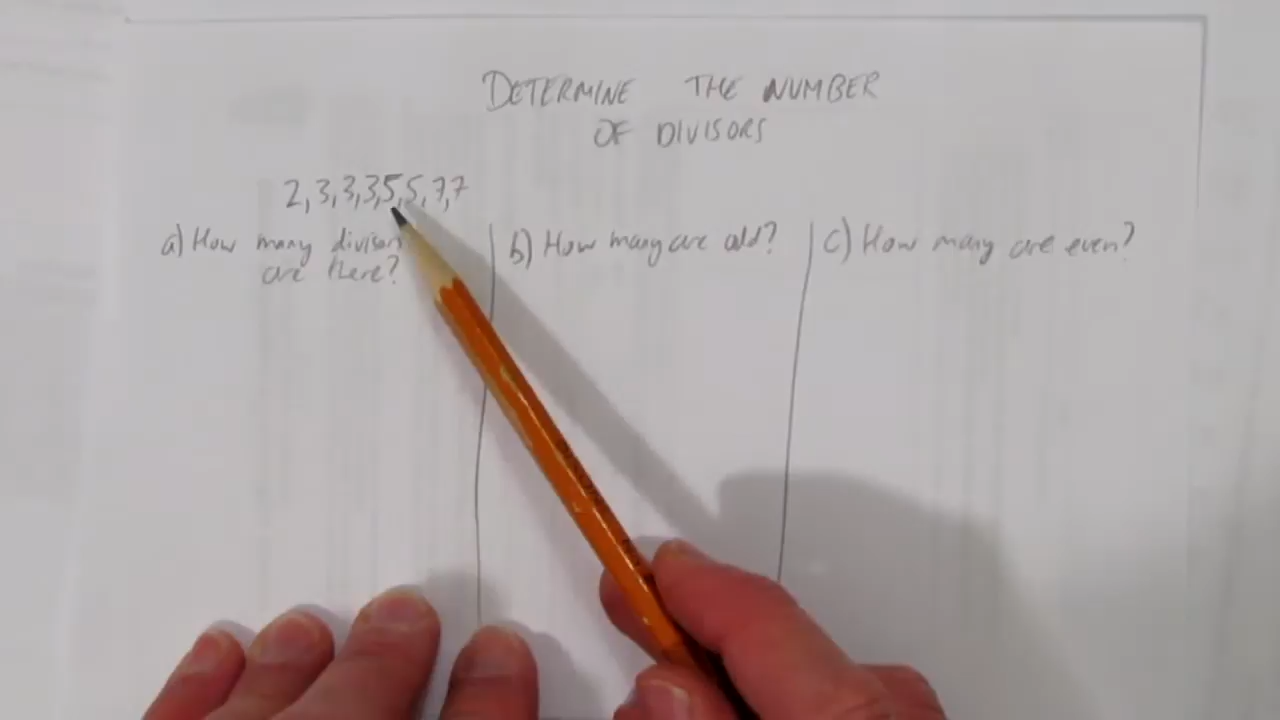 DETERMINE THE NUMBER
OF DIVISORS
2,3,3,3,5,5,7,7
a) How many divisors
are there?
b) How many are odd?
c) How many are even?